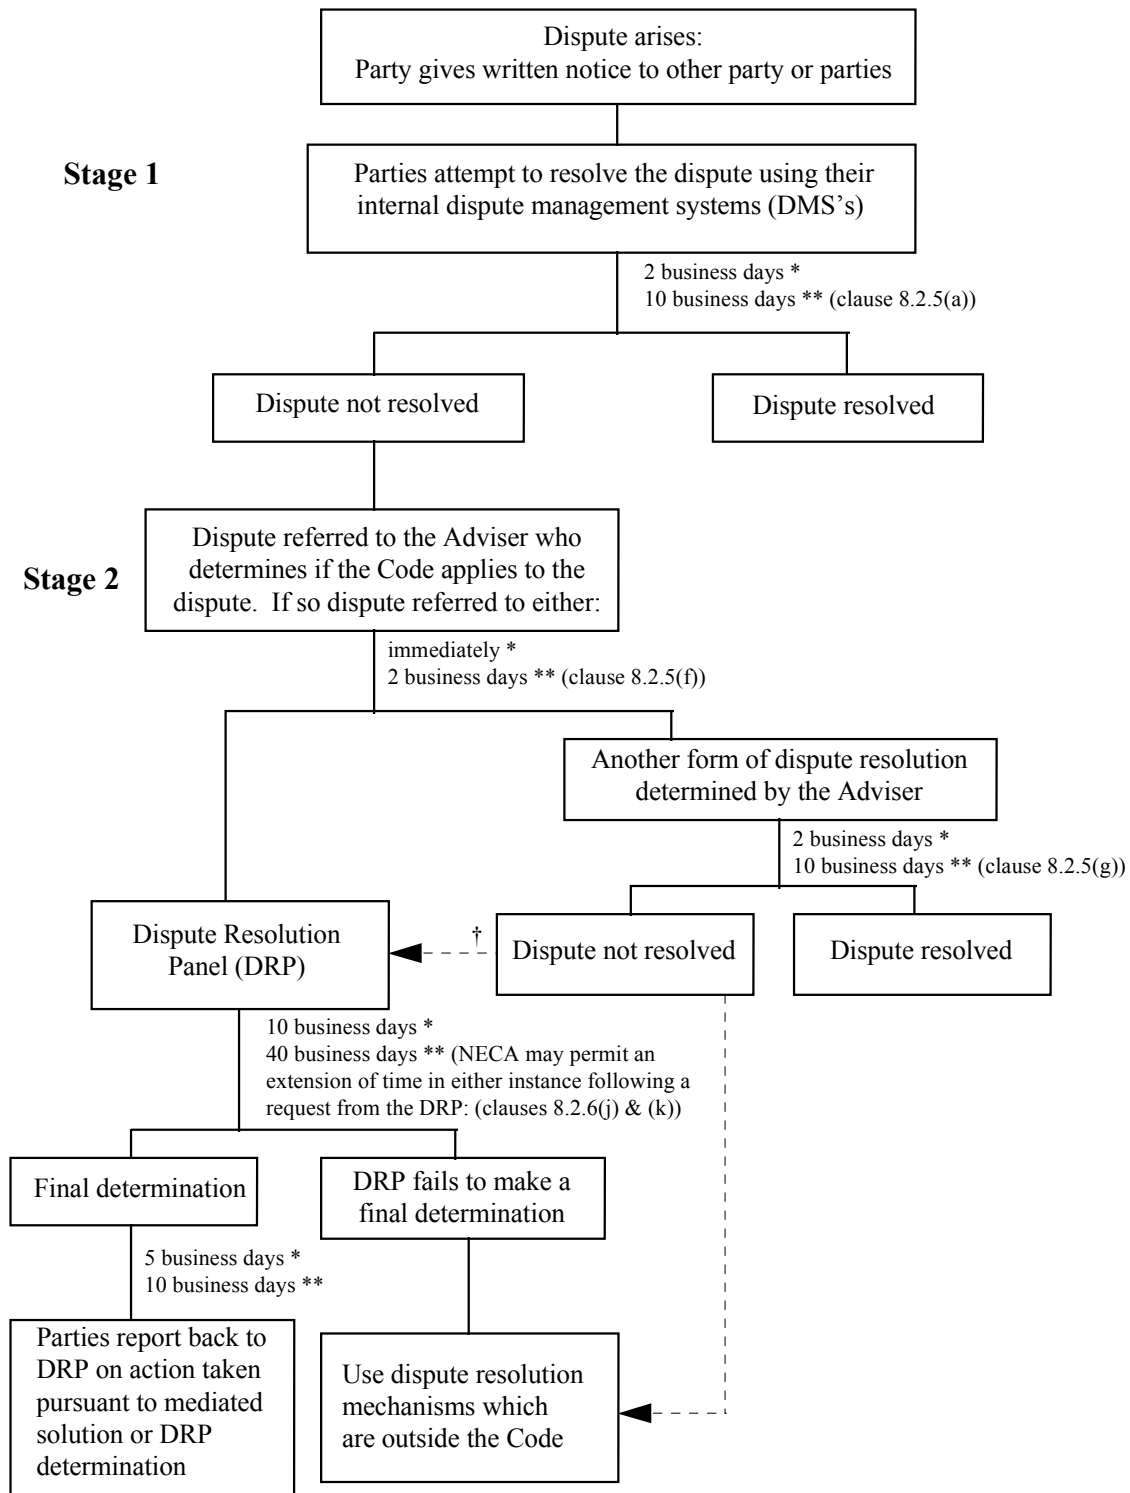 Dispute arises:
Party gives written notice to other party or parties
Stage 1
Parties attempt to resolve the dispute using their
internal dispute management systems (DMS’s)
2 business days *
10 business days ** (clause 8.2.5(a))
Dispute not resolved
Dispute resolved
Stage 2
Dispute referred to the Adviser who
determines if the Code applies to the
dispute.  If so dispute referred to either:
immediately *
2 business days ** (clause 8.2.5(f))
Another form of dispute resolution
determined by the Adviser
2 business days *
10 business days ** (clause 8.2.5(g))
Dispute Resolution
Panel (DRP)
†
Dispute not resolved
Dispute resolved
10 business days *
40 business days ** (NECA may permit an
extension of time in either instance following a
request from the DRP: (clauses 8.2.6(j) & (k))
Final determination
DRP fails to make a
final determination
5 business days *
10 business days **
Parties report back to
DRP on action taken
pursuant to mediated
solution or DRP
determination
Use dispute resolution
mechanisms which
are outside the Code